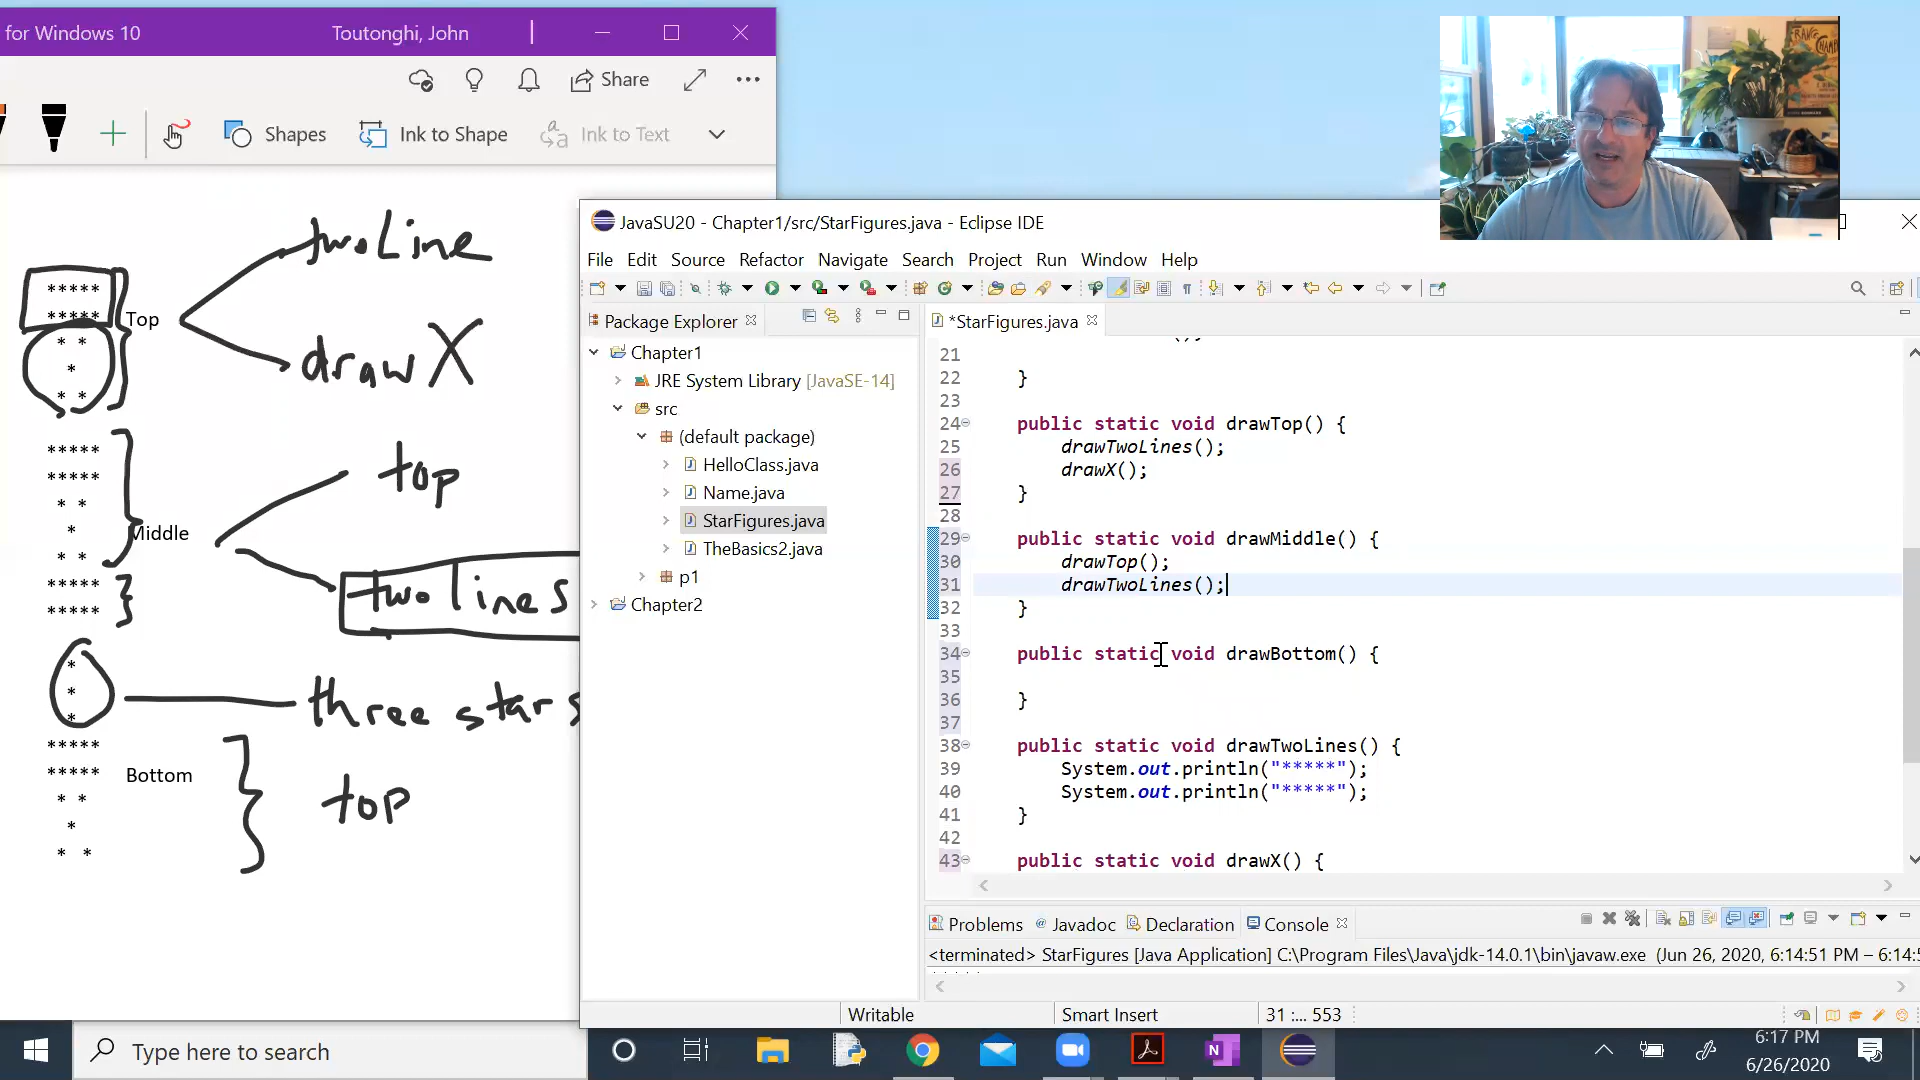 for Windows 10
Toutonghi, John
Share
Shapes
Ink to Shape
Ink to Text
*****
*****
* *
*
* *
Top
twoLine
drawX
*****
*****
* *
*
* *
*****
*****
Middle
top
two lines
*
*
*
three stars
*****
*****
* *
*
* *
Bottom
top
JavaSU20 - Chapter1/src/StarFigures.java - Eclipse IDE
File Edit Source Refactor Navigate Search Project Run Window Help
Package Explorer
Chapter1
JRE System Library [JavaSE-14]
src
(default package)
HelloClass.java
Name.java
StarFigures.java
TheBasics2.java
p1
Chapter2
*StarFigures.java
21
22 }
23
24 public static void drawTop() {
25 drawTwoLines();
26 drawX();
27 }
28
29 public static void drawMiddle() {
30 drawTop();
31 drawTwoLines();
32 }
33
34 public static void drawBottom() {
35
36 }
37
38 public static void drawTwoLines() {
39 System.out.println("*****");
40 System.out.println("*****");
41 }
42
43 public static void drawX() {
Problems @ Javadoc Declaration Console
<terminated> StarFigures [Java Application] C:\Program Files\Java\jdk-14.0.1\bin\javaw.exe (Jun 26, 2020, 6:14:51 PM – 6:14:5
Writable Smart Insert 31 :... 553
Type here to search
6:17 PM
6/26/2020